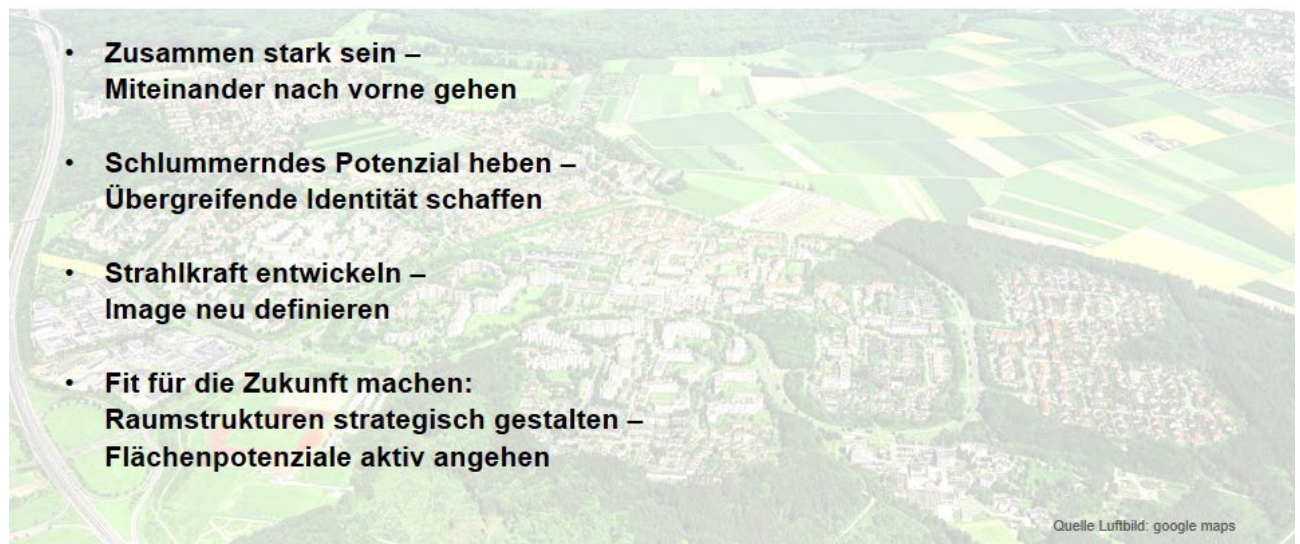 • Zusammen stark sein –
Miteinander nach vorne gehen
• Schlummerndes Potenzial heben –
Übergreifende Identität schaffen
• Strahlkraft entwickeln –
Image neu definieren
• Fit für die Zukunft machen:
Raumstrukturen strategisch gestalten –
Flächenpotenziale aktiv angehen
Quelle Luftbild: google maps